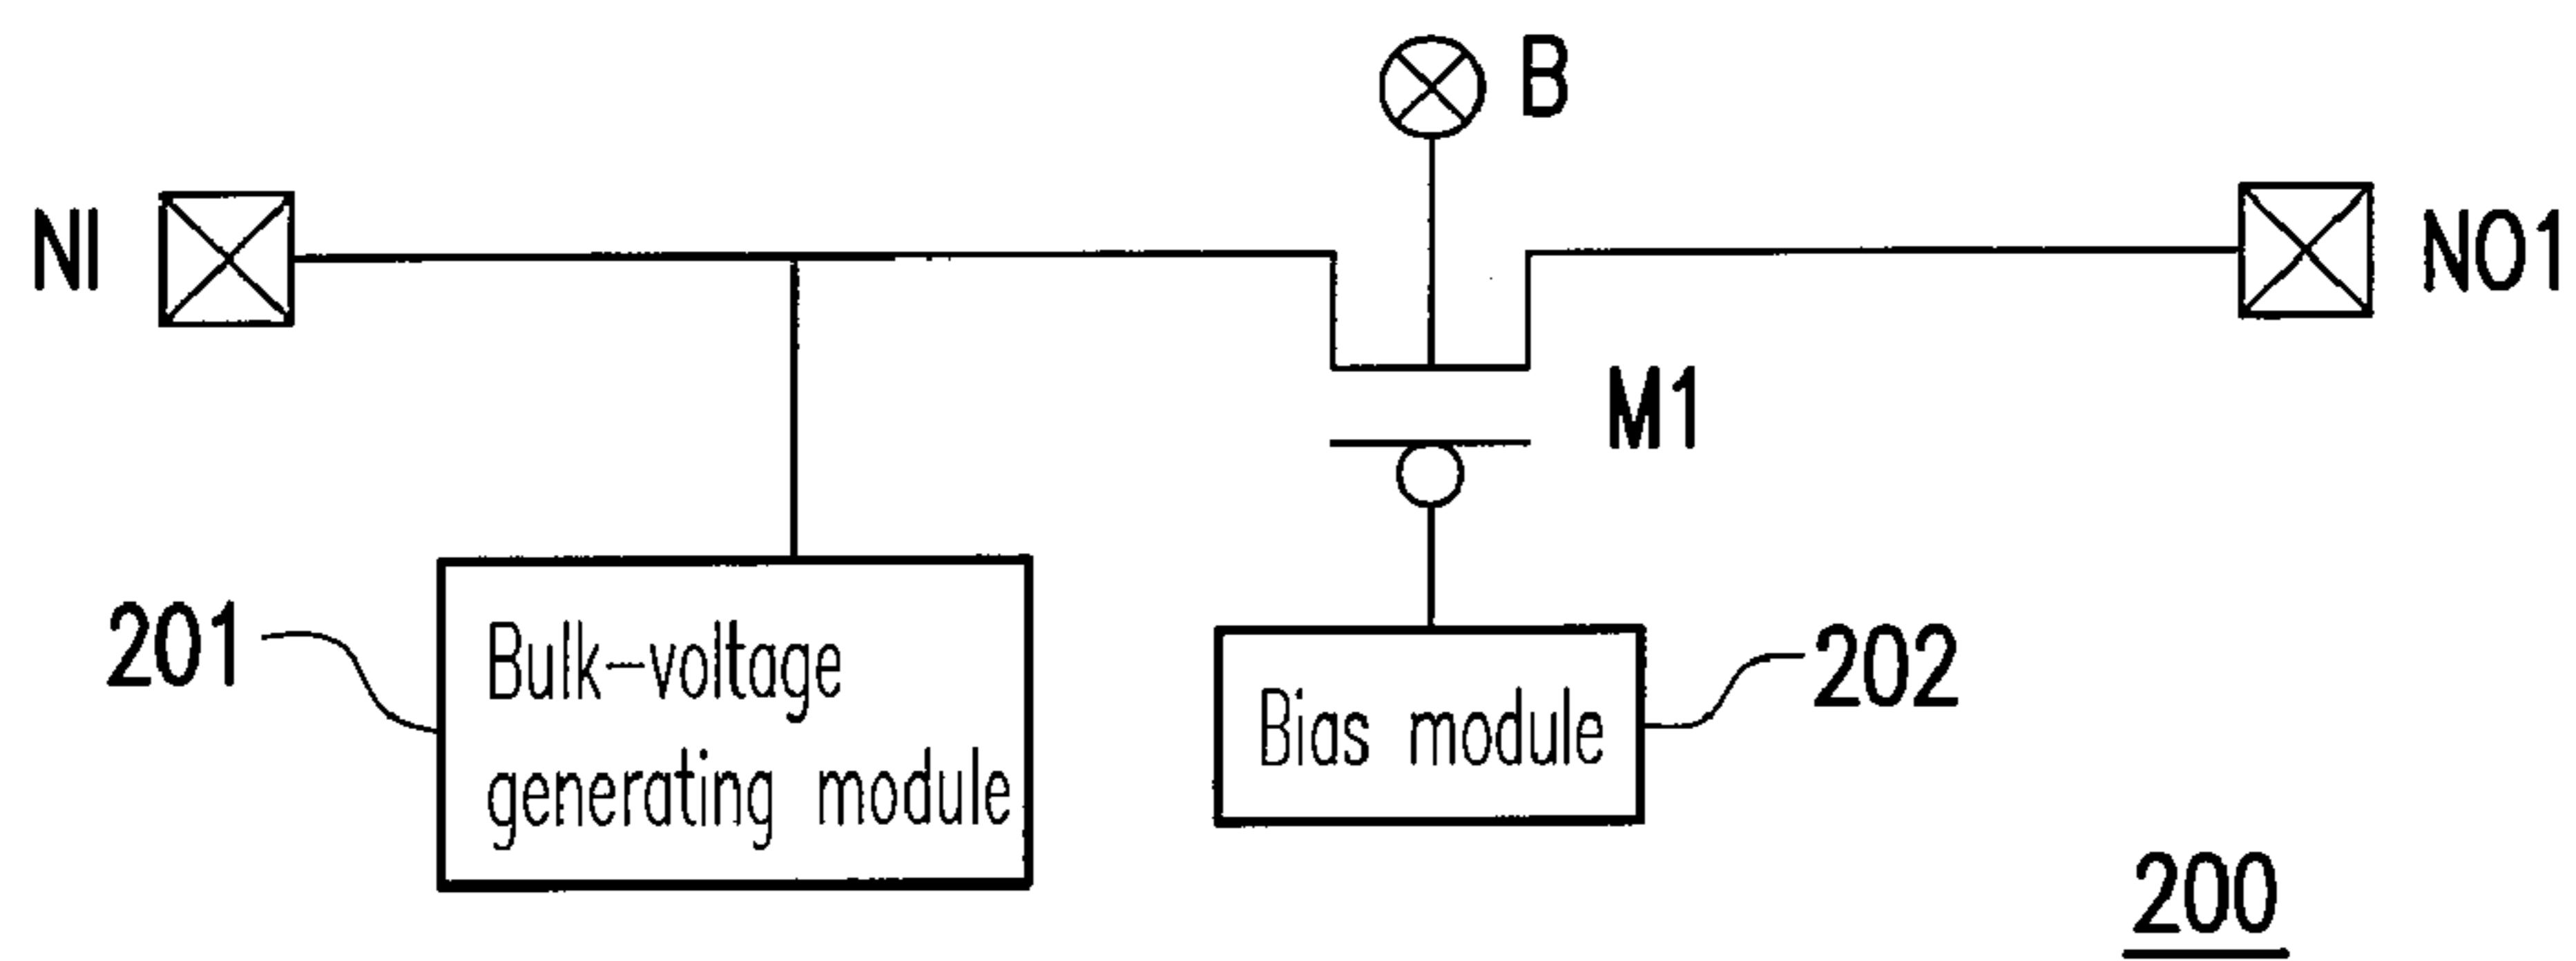 B
NI
NO1
M1
201
Bulk-voltage
generating module
Bias module
202
200